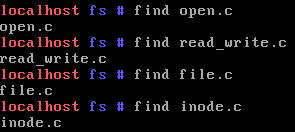 localhost fs # find open.c
open.c
localhost fs # find read_write.c
read_write.c
localhost fs # find file.c
file.c
localhost fs # find inode.c
inode.c